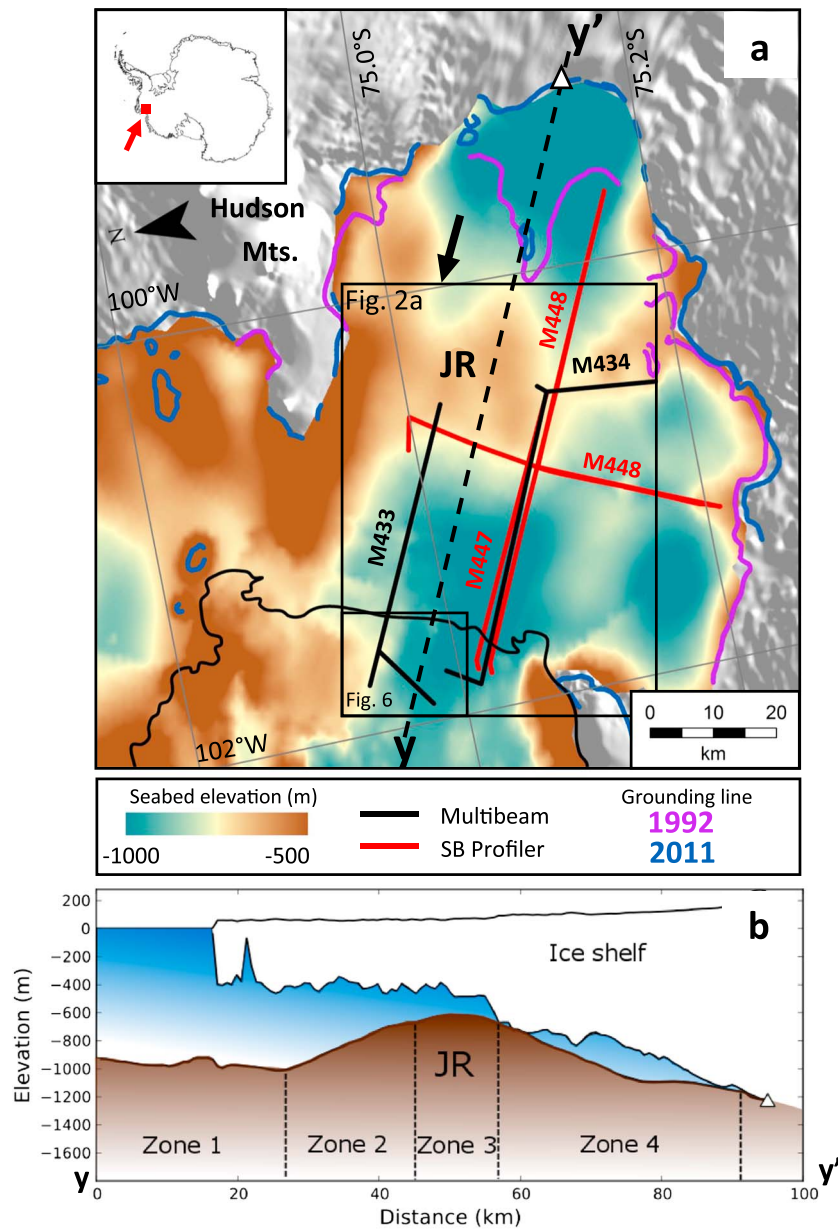 a
y’
75.0°S
75.2°S
Hudson
Mts.
N
100°W
Fig. 2a
JR
M448
M434
M448
M433
M447
Fig. 6
102°W
y
0 10 20
km
Seabed elevation (m)
-1000 -500
Multibeam
SB Profiler
Grounding line
1992
2011
b
200
0
−200
−400
−600
−800
−1000
−1200
−1400
−1600
Elevation (m)
Ice shelf
JR
Zone 1 Zone 2 Zone 3 Zone 4
y y’
0 20 40 60 80 100
Distance (km)